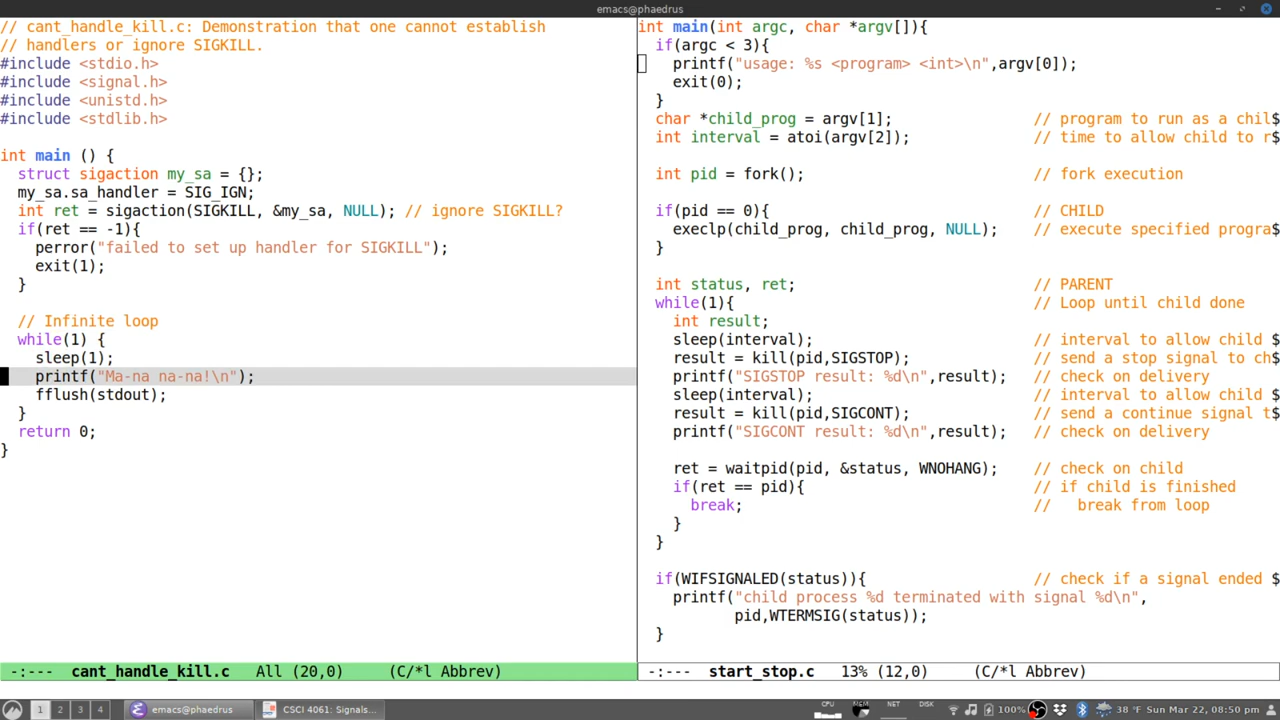 emacs@phaedrus
// cant_handle_kill.c: Demonstration that one cannot establish
// handlers or ignore SIGKILL.
#include <stdio.h>
#include <signal.h>
#include <unistd.h>
#include <stdlib.h>
int main () {
  struct sigaction my_sa = {};
  my_sa.sa_handler = SIG_IGN;
  int ret = sigaction(SIGKILL, &my_sa, NULL); // ignore SIGKILL?
  if(ret == -1){
    perror("failed to set up handler for SIGKILL");
    exit(1);
  }
  // Infinite loop
  while(1) {
    sleep(1);
    printf("Ma-na na-na!\n");
    fflush(stdout);
  }
  return 0;
}
-:---  cant_handle_kill.c   All (20,0)     (C/*l Abbrev)
int main(int argc, char *argv[]){
  if(argc < 3){
    printf("usage: %s <program> <int>\n",argv[0]);
    exit(0);
  }
  char *child_prog = argv[1];                // program to run as a chil$
  int interval = atoi(argv[2]);              // time to allow child to r$
  int pid = fork();                          // fork execution
  if(pid == 0){                              // CHILD
    execlp(child_prog, child_prog, NULL);    // execute specified progra$
  }
  int status, ret;                           // PARENT
  while(1){                                  // Loop until child done
    int result;
    sleep(interval);                         // interval to allow child $
    result = kill(pid,SIGSTOP);              // send a stop signal to ch$
    printf("SIGSTOP result: %d\n",result);   // check on delivery
    sleep(interval);                         // interval to allow child $
    result = kill(pid,SIGCONT);              // send a continue signal t$
    printf("SIGCONT result: %d\n",result);   // check on delivery
    ret = waitpid(pid, &status, WNOHANG);    // check on child
    if(ret == pid){                          // if child is finished
      break;                                 //   break from loop
    }
  }
  if(WIFSIGNALED(status)){                   // check if a signal ended $
    printf("child process %d terminated with signal %d\n",
           pid,WTERMSIG(status));
  }
-:---  start_stop.c   13% (12,0)     (C/*l Abbrev)
1 2 3 4 emacs@phaedrus CSCI 4061: Signals... CPU MEM NET DISK 100% 38 °F Sun Mar 22, 08:50 pm